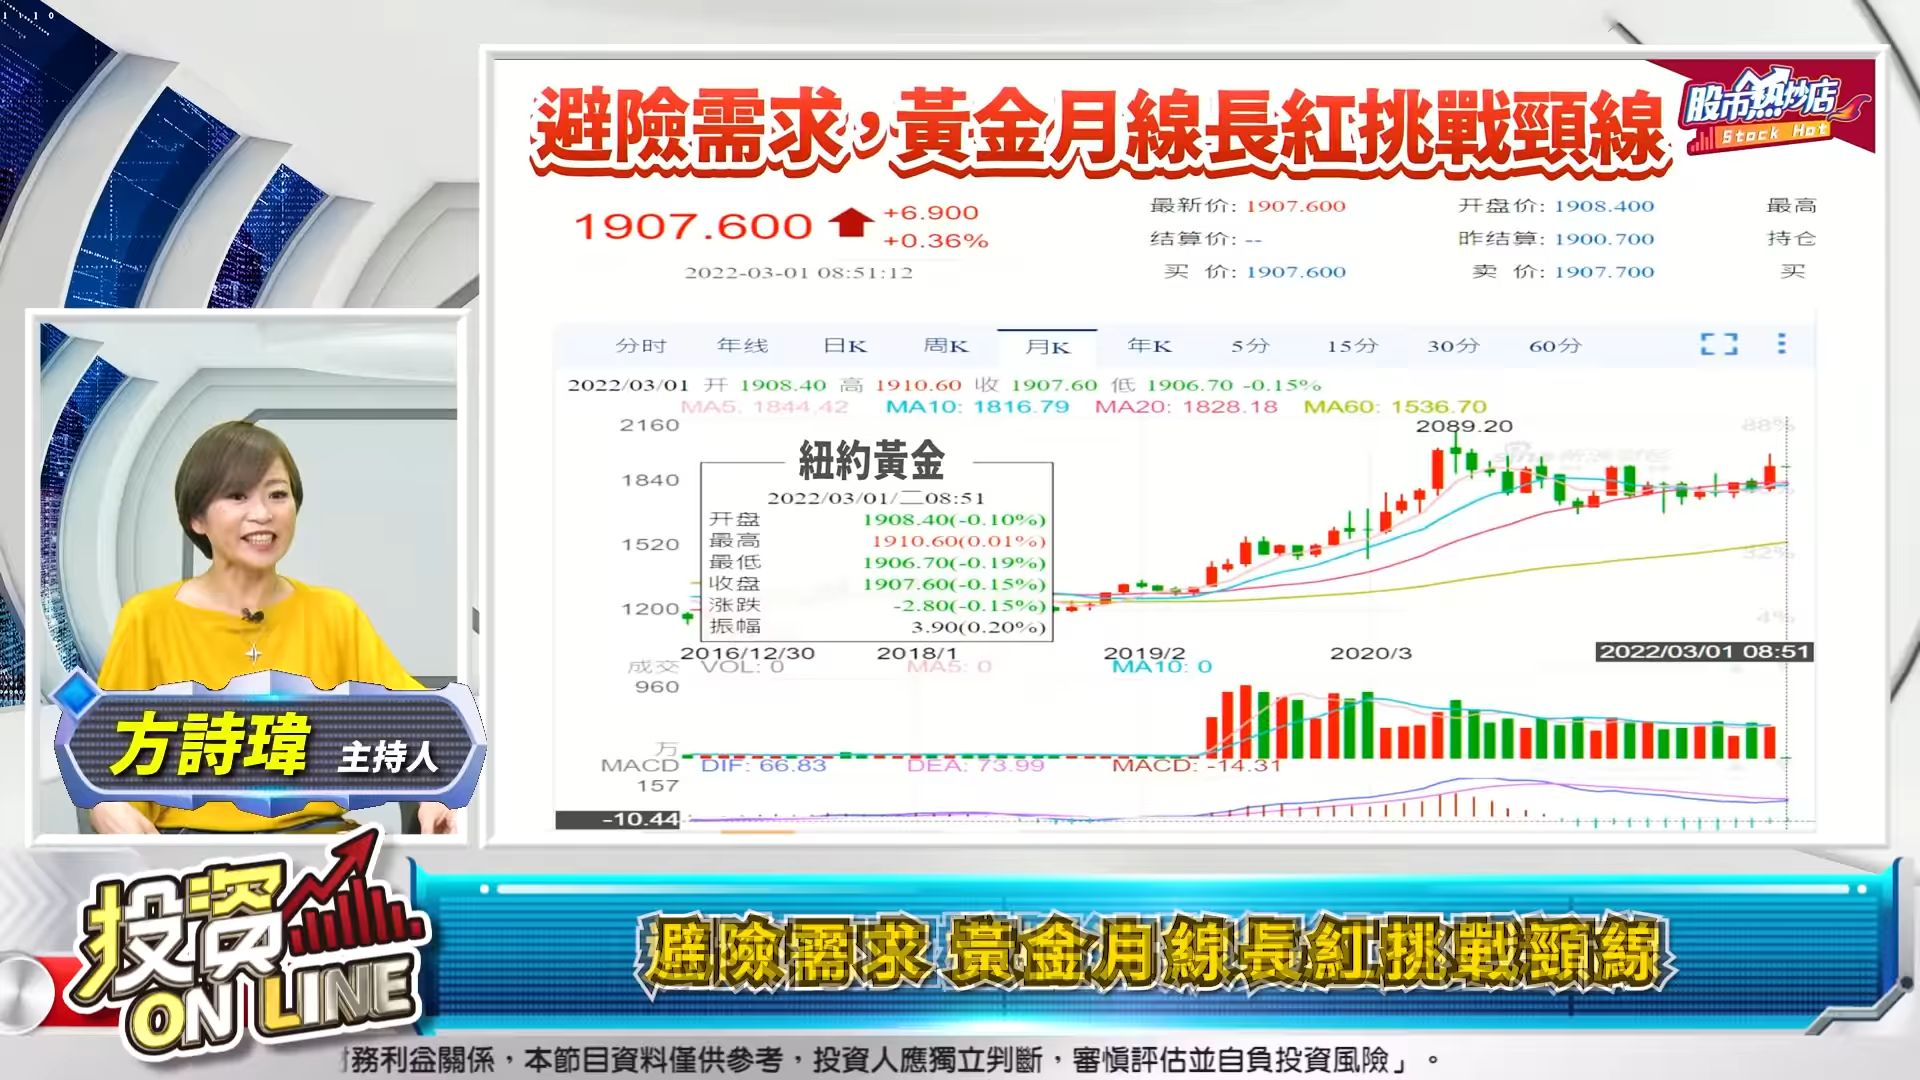 1 1 1 0
避險需求，黃金月線長紅挑戰頸線
股市熱炒店
Stock Hot
1907.600 +6.900
+0.36%
2022-03-01 08:51:12
最新价: 1907.600 开盘价: 1908.400 最高
结算价: -- 昨结算: 1900.700 持仓
买 价: 1907.600 卖 价: 1907.700 买
分时 年线 日K 周K 月K 年K 5分 15分 30分 60分
2022/03/01 开 1908.40 高 1910.60 收 1907.60 低 1906.70 -0.15%
MA5: 1844.42 MA10: 1816.79 MA20: 1828.18 MA60: 1536.70
2160
1840
1520
1200
2089.20
88%
32%
4%
紐約黃金
2022/03/01/二08:51
开盘 1908.40(-0.10%)
最高 1910.60(0.01%)
最低 1906.70(-0.19%)
收盘 1907.60(-0.15%)
涨跌 -2.80(-0.15%)
振幅 3.90(0.20%)
2016/12/30 2018/1 2019/2 2020/3 2022/03/01 08:51
成交 VOL: 0 MA5: 0 MA10: 0
960
万
MACD DIF: 66.83 DEA: 73.99 MACD: -14.31
157
-10.44
方詩瑋 主持人
投資
ON LINE
避險需求 黃金月線長紅挑戰頸線
務利益關係，本節目資料僅供參考，投資人應獨立判斷，審慎評估並自負投資風險」。